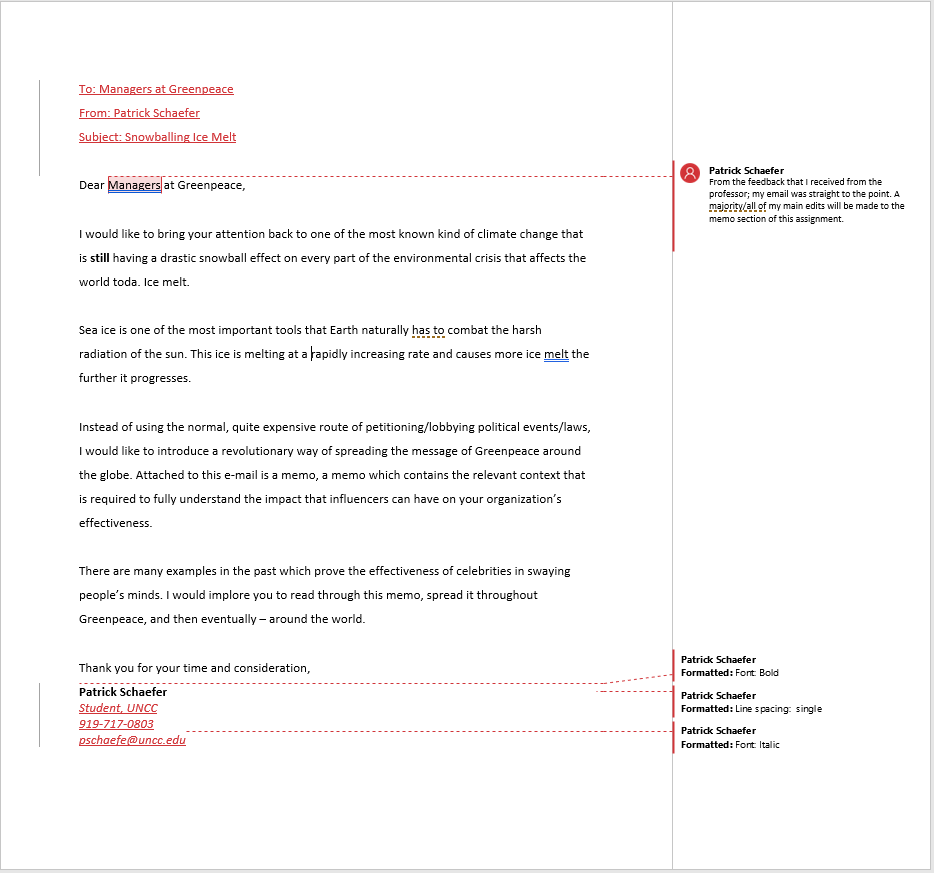 To: Managers at Greenpeace
From: Patrick Schaefer
Subject: Snowballing Ice Melt
Dear Managers at Greenpeace,
I would like to bring your attention back to one of the most known kind of climate change that
is still having a drastic snowball effect on every part of the environmental crisis that affects the
world toda. Ice melt.
Sea ice is one of the most important tools that Earth naturally has to combat the harsh
radiation of the sun. This ice is melting at a rapidly increasing rate and causes more ice melt the
further it progresses.
Instead of using the normal, quite expensive route of petitioning/lobbying political events/laws,
I would like to introduce a revolutionary way of spreading the message of Greenpeace around
the globe. Attached to this e-mail is a memo, a memo which contains the relevant context that
is required to fully understand the impact that influencers can have on your organization’s
effectiveness.
There are many examples in the past which prove the effectiveness of celebrities in swaying
people’s minds. I would implore you to read through this memo, spread it throughout
Greenpeace, and then eventually – around the world.
Thank you for your time and consideration,
Patrick Schaefer
Student, UNCC
919-717-0803
pschaefe@uncc.edu
Patrick Schaefer
From the feedback that I received from the
professor; my email was straight to the point. A
majority/all of my main edits will be made to the
memo section of this assignment.
Patrick Schaefer
Formatted: Font: Bold
Patrick Schaefer
Formatted: Line spacing: single
Patrick Schaefer
Formatted: Font: Italic